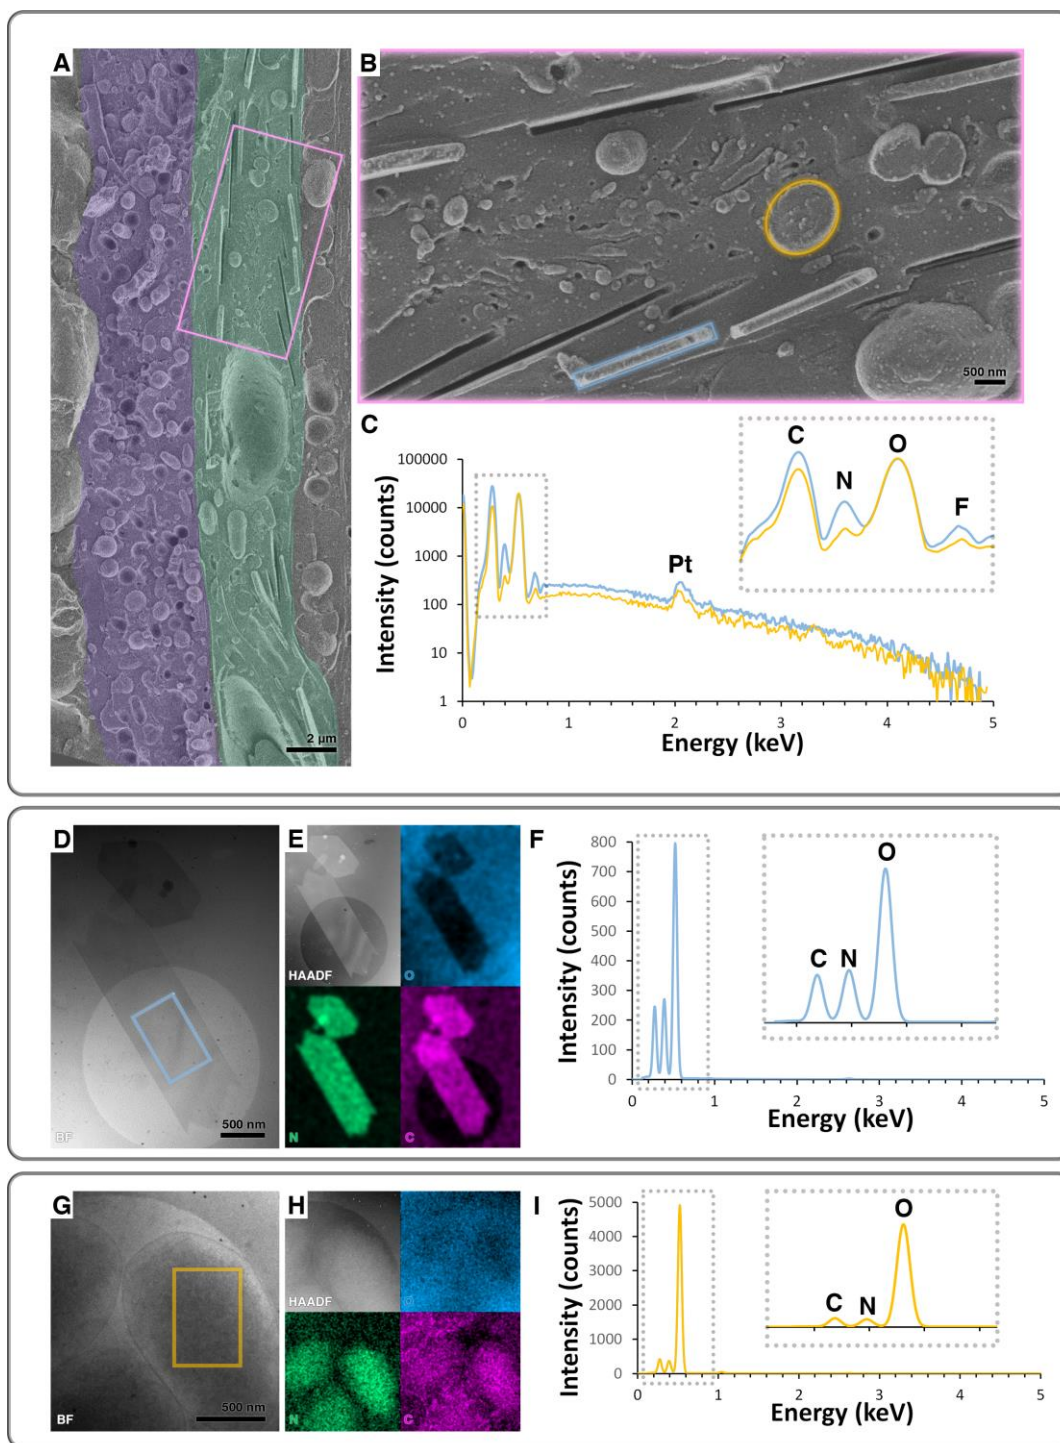 A
2 µm
B
500 nm
C
Intensity (counts)
100000
10000
1000
100
10
1
Pt
0
1
2
3
4
5
Energy (keV)
C
N
O
F
D
BF
500 nm
E
HAADF
O
N
C
F
Intensity (counts)
800
700
600
500
400
300
200
100
0
0
1
2
3
4
5
Energy (keV)
C
N
O
G
BF
500 nm
H
HAADF
O
N
C
I
Intensity (counts)
5000
4000
3000
2000
1000
0
0
1
2
3
4
5
Energy (keV)
C
N
O